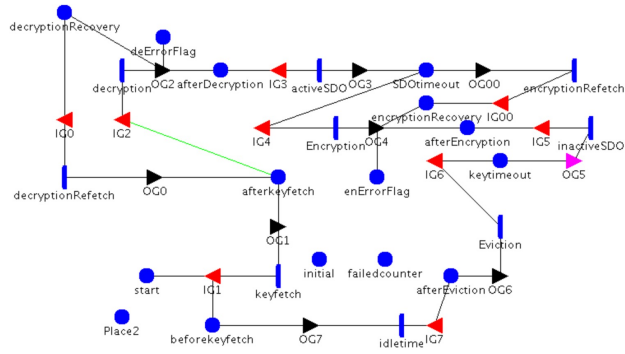 decryptionRecovery
deErrorFlag
decryption
OG2
afterDecryption
IG3
activeSDO
OG3
SDOtimeout
OG00
encryptionRefetch
encryptionRecovery
IG00
IG0
IG2
IG4
Encryption
OG4
afterEncryption
IG5
inactiveSDO
IG6
keytimeout
OG5
decryptionRefetch
OG0
afterkeyfetch
enErrorFlag
OG1
Eviction
initial
failedcounter
start
IG1
keyfetch
afterEviction
OG6
Place2
beforekeyfetch
OG7
idletime
IG7